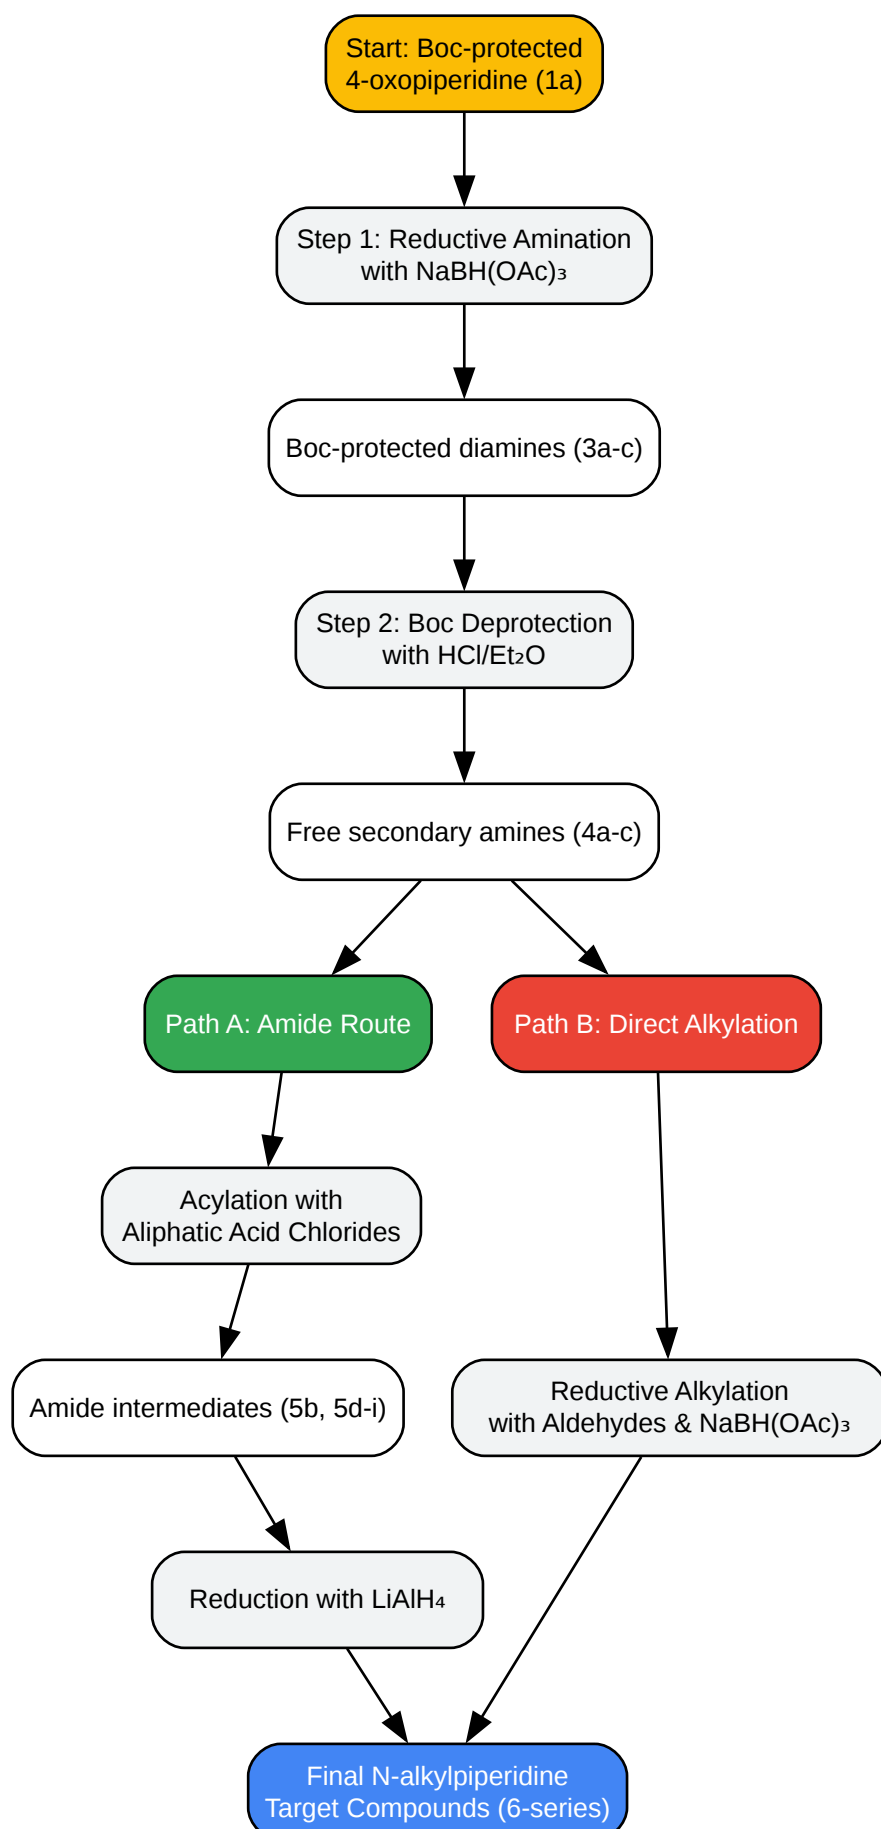 Start: Boc-protected
4-oxopiperidine (1a)
Step 1: Reductive Amination
with NaBH(OAc)₃
Boc-protected diamines (3a-c)
Step 2: Boc Deprotection
with HCl/Et₂O
Free secondary amines (4a-c)
Path A: Amide Route
Path B: Direct Alkylation
Acylation with
Aliphatic Acid Chlorides
Amide intermediates (5b, 5d-i)
Reductive Alkylation
with Aldehydes & NaBH(OAc)₃
Reduction with LiAlH₄
Final N-alkylpiperidine
Target Compounds (6-series)